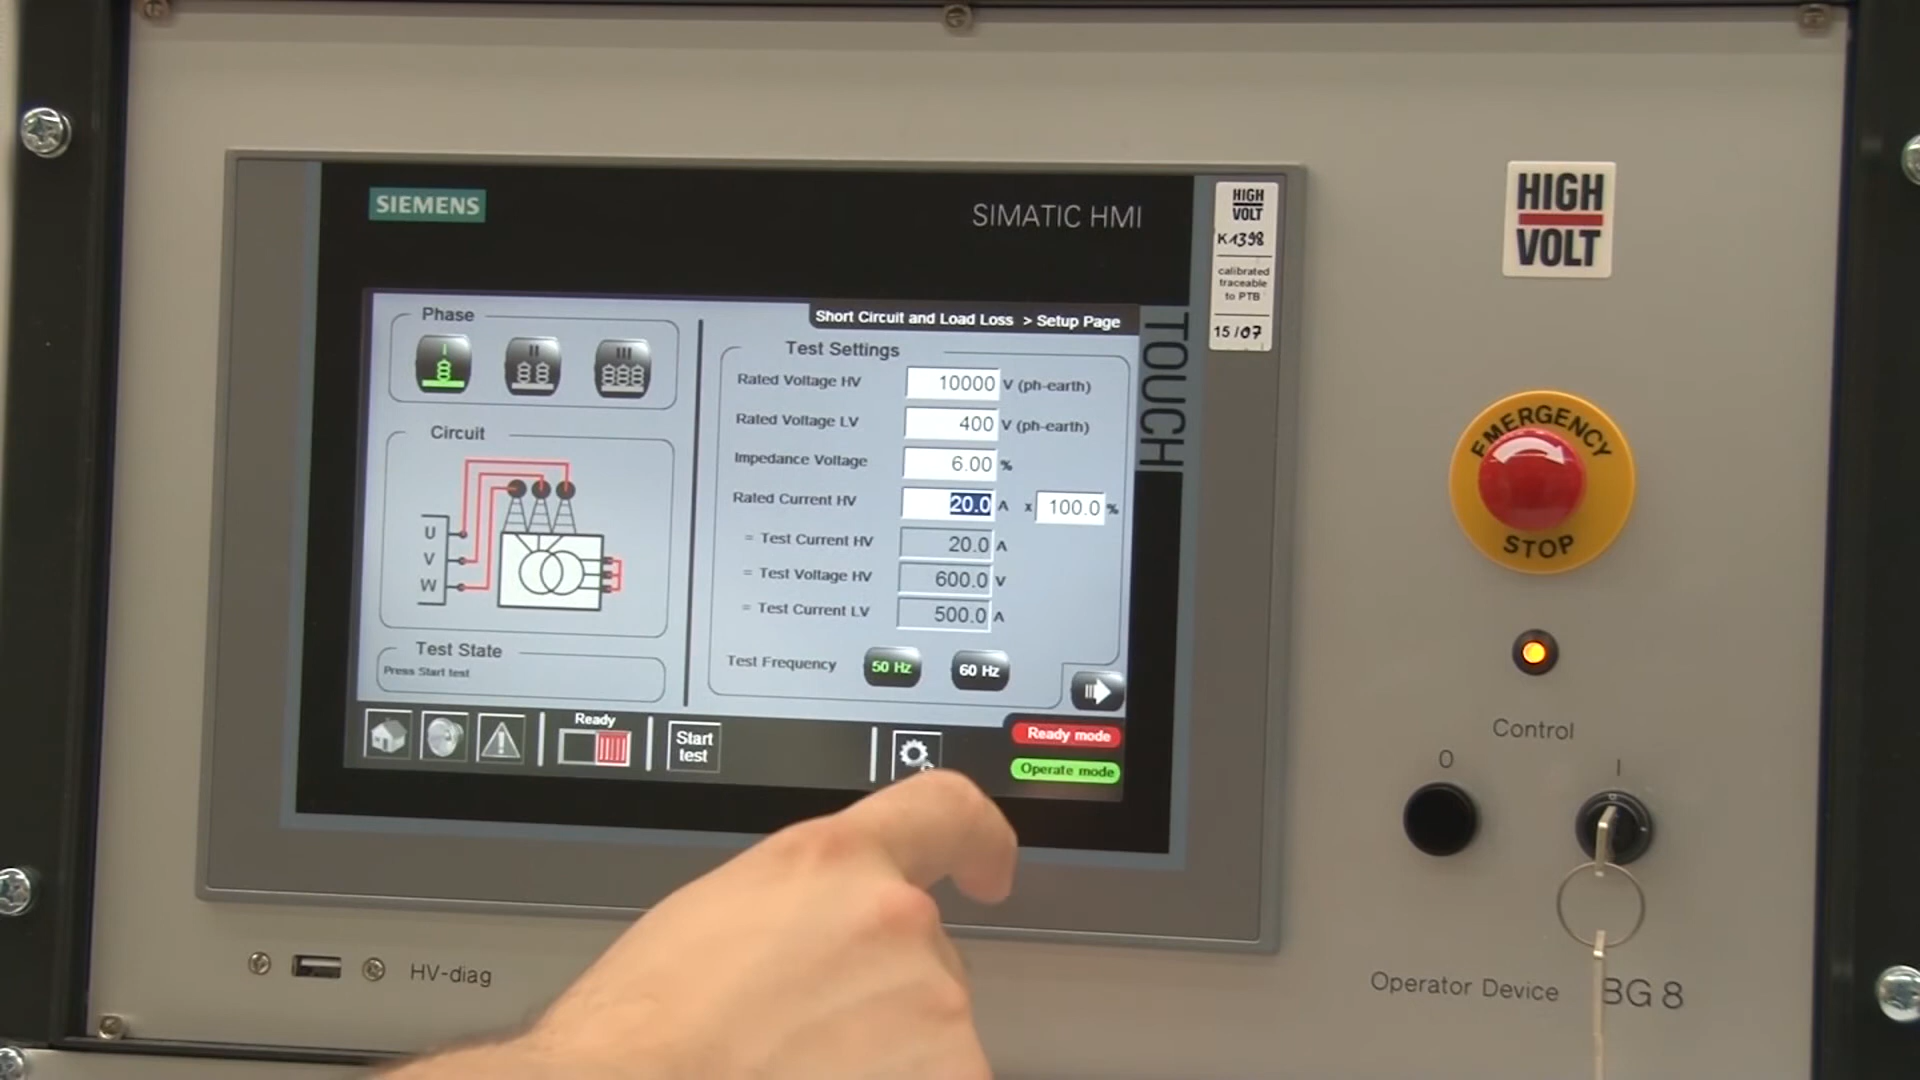 SIEMENS
SIMATIC HMI
TOUCH
HIGH
VOLT
K1398
calibrated
traceable
to PTB
15/07
HIGH
VOLT
Short Circuit and Load Loss > Setup Page
Phase
I
II
III
Circuit
U
V
W
Test State
Press Start test
Test Settings
Rated Voltage HV 10000 V (ph-earth)
Rated Voltage LV 400 V (ph-earth)
Impedance Voltage 6.00 %
Rated Current HV 20.0 A x 100.0 %
= Test Current HV 20.0 A
= Test Voltage HV 600.0 V
= Test Current LV 500.0 A
Test Frequency 50 Hz 60 Hz
Ready
Start
test
Ready mode
Operate mode
EMERGENCY
STOP
Control
0
I
HV-diag
Operator Device BG 8